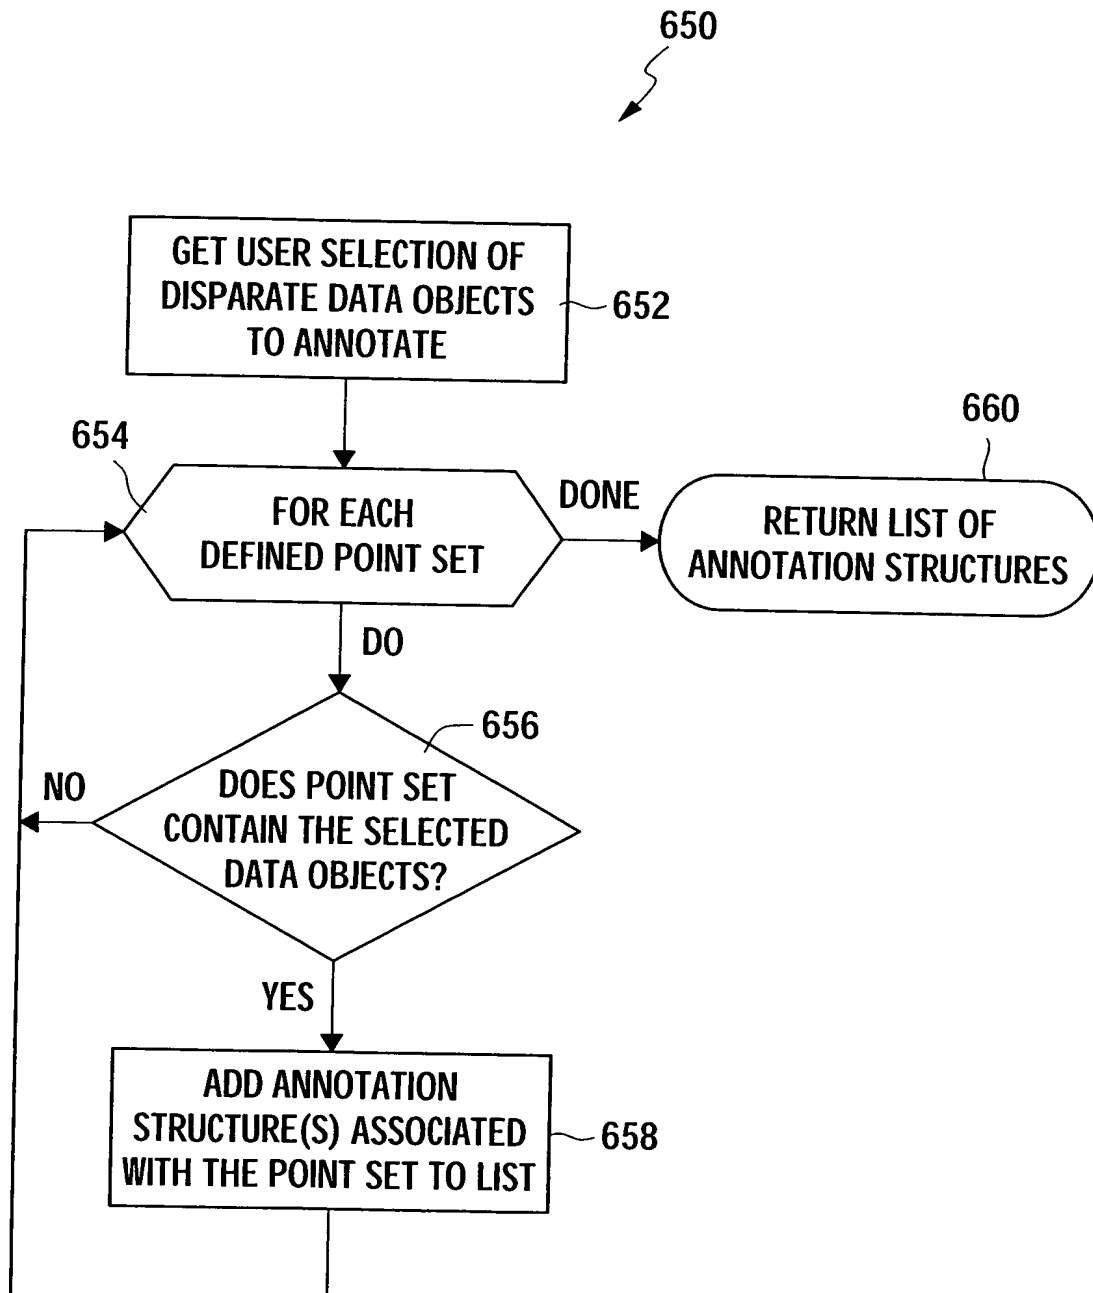 650
GET USER SELECTION OF
DISPARATE DATA OBJECTS
TO ANNOTATE
652
654
FOR EACH
DEFINED POINT SET
DONE
660
RETURN LIST OF
ANNOTATION STRUCTURES
DO
656
DOES POINT SET
CONTAIN THE SELECTED
DATA OBJECTS?
NO
YES
ADD ANNOTATION
STRUCTURE(S) ASSOCIATED
WITH THE POINT SET TO LIST
658